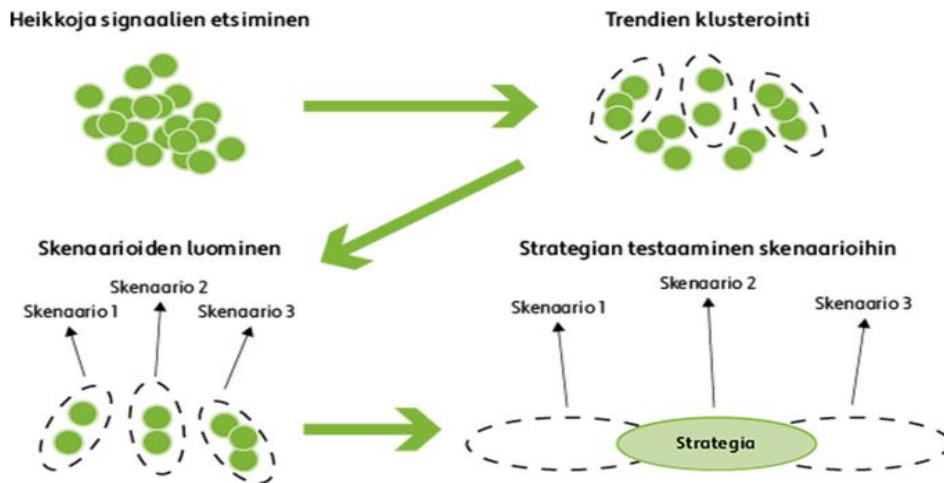 Heikkoja signaalien etsiminen
Trendien klusterointi
Skenaarioiden luominen
Skenaario 1
Skenaario 2
Skenaario 3
Strategian testaaminen skenaarioihin
Skenaario 1
Skenaario 2
Skenaario 3
Strategia